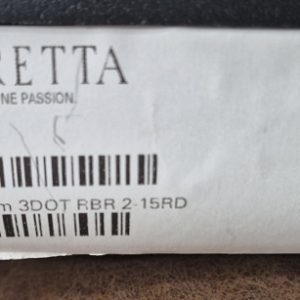 RETTA
NE PASSION.
m 3DOT RBR 2-15RD